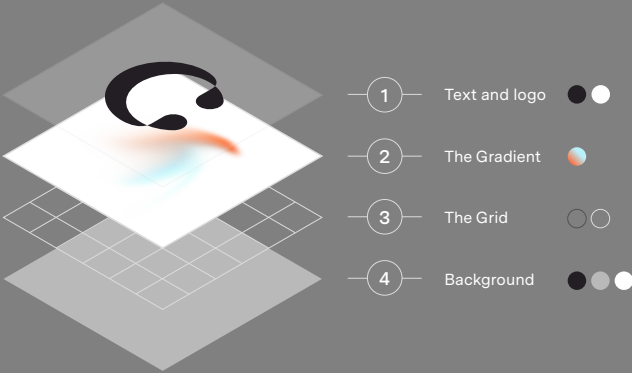 1 Text and logo
2 The Gradient
3 The Grid
4 Background